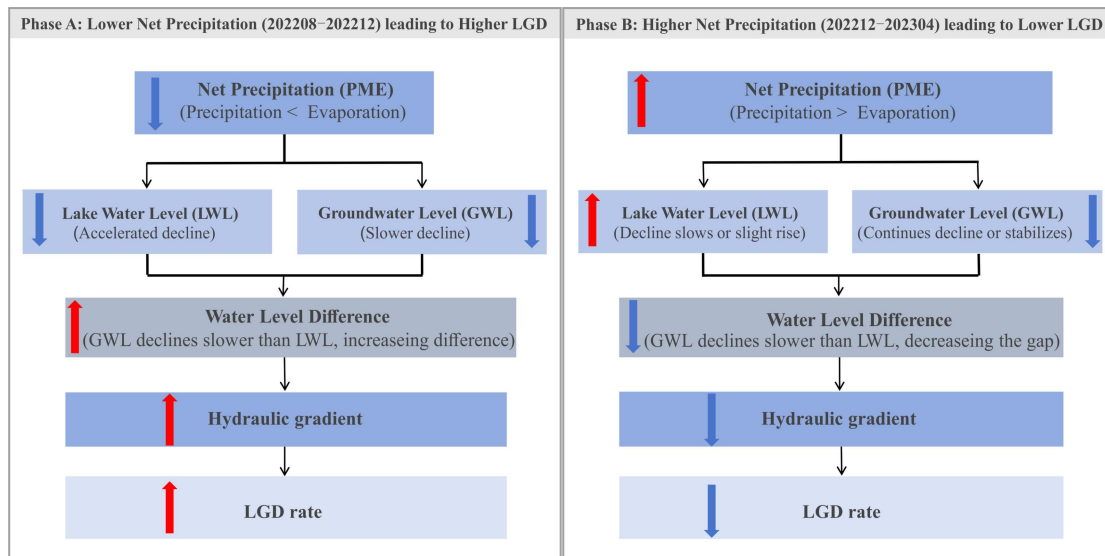 Phase A: Lower Net Precipitation (202208−202212) leading to Higher LGD
Net Precipitation (PME)
(Precipitation < Evaporation)
Lake Water Level (LWL)
(Accelerated decline)
Groundwater Level (GWL)
(Slower decline)
Water Level Difference
(GWL declines slower than LWL, increaseing difference)
Hydraulic gradient
LGD rate
Phase B: Higher Net Precipitation (202212−202304) leading to Lower LGD
Net Precipitation (PME)
(Precipitation > Evaporation)
Lake Water Level (LWL)
(Decline slows or slight rise)
Groundwater Level (GWL)
(Continues decline or stabilizes)
Water Level Difference
(GWL declines slower than LWL, decreaseing the gap)
Hydraulic gradient
LGD rate